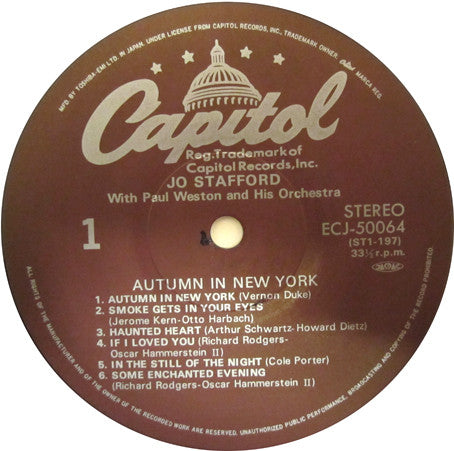 MFD BY TOSHIBA-EMI LTD. IN JAPAN. UNDER LICENSE FROM CAPITOL RECORDS, INC., TRADEMARK OWNER. MARCA REG.
Capitol
Reg. Trademark of
Capitol Records, Inc.
JO STAFFORD
With Paul Weston and His Orchestra
1
STEREO
ECJ-50064
(ST1-197)
33⅓ r.p.m.
AUTUMN IN NEW YORK
1. AUTUMN IN NEW YORK (Vernon Duke)
2. SMOKE GETS IN YOUR EYES
(Jerome Kern-Otto Harbach)
3. HAUNTED HEART (Arthur Schwartz-Howard Dietz)
4. IF I LOVED YOU (Richard Rodgers-
Oscar Hammerstein II)
5. IN THE STILL OF THE NIGHT (Cole Porter)
6. SOME ENCHANTED EVENING
(Richard Rodgers-Oscar Hammerstein II)
ALL RIGHTS OF THE MANUFACTURER AND OF THE OWNER OF THE RECORDED WORK ARE RESERVED. UNAUTHORIZED PUBLIC PERFORMANCE, BROADCASTING AND COPYING OF THE RECORD PROHIBITED.